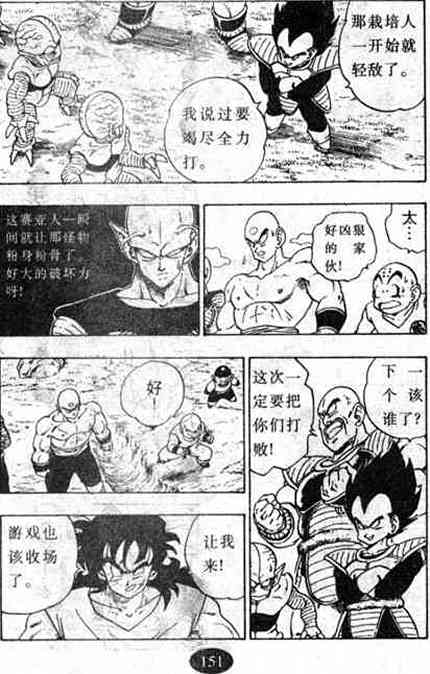 那栽培人
一开始就
轻敌了。
我说过要
竭尽全力
打。
太…
好凶狠
的家
伙!
这赛亚人一瞬
间就让那怪物
粉身粉骨了。
好大的破坏力
呀!
下一
个该
谁了?
这次一
定要把
你们打
败!
好!
让我
来!
游戏也
该收场
了。
151